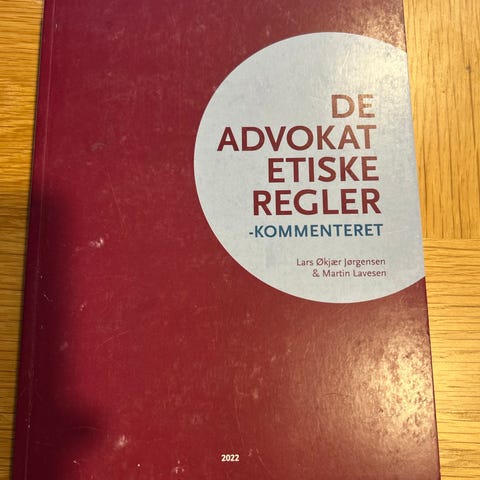 DE
ADVOKAT
ETISKE
REGLER
-KOMMENTERET
Lars Økjær Jørgensen
& Martin Lavesen
2022